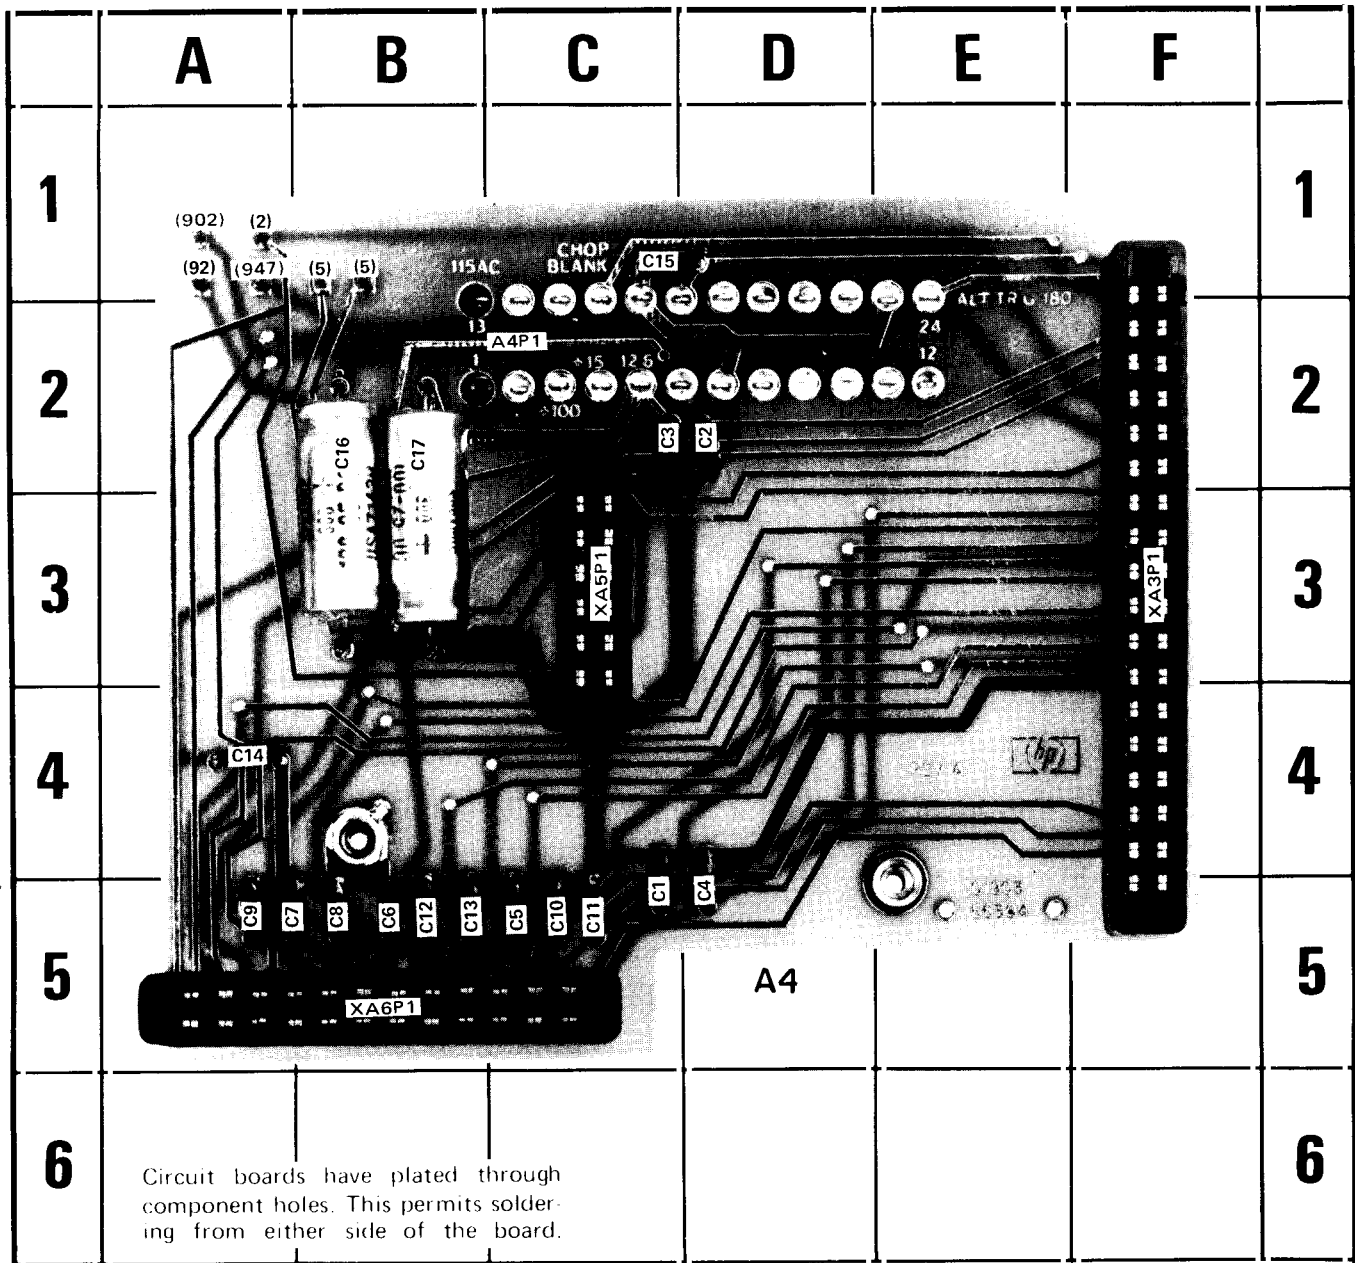 A B C D E F
1 1
(902) (2)
(92) (947) (5) (5) 115AC CHOP
BLANK C15
ALT TRIG 180
13 24
A4P1
1 +15 12.6 12
2 2
+100
C16 C17 C3 C2
3 XA5P1 XA3P1 3
C14
4 hp 4
C9 C7 C8 C6 C12 C13 C5 C10 C11 C1 C4
5 A4 5
XA6P1
6 6
Circuit boards have plated through
component holes. This permits solder-
ing from either side of the board.